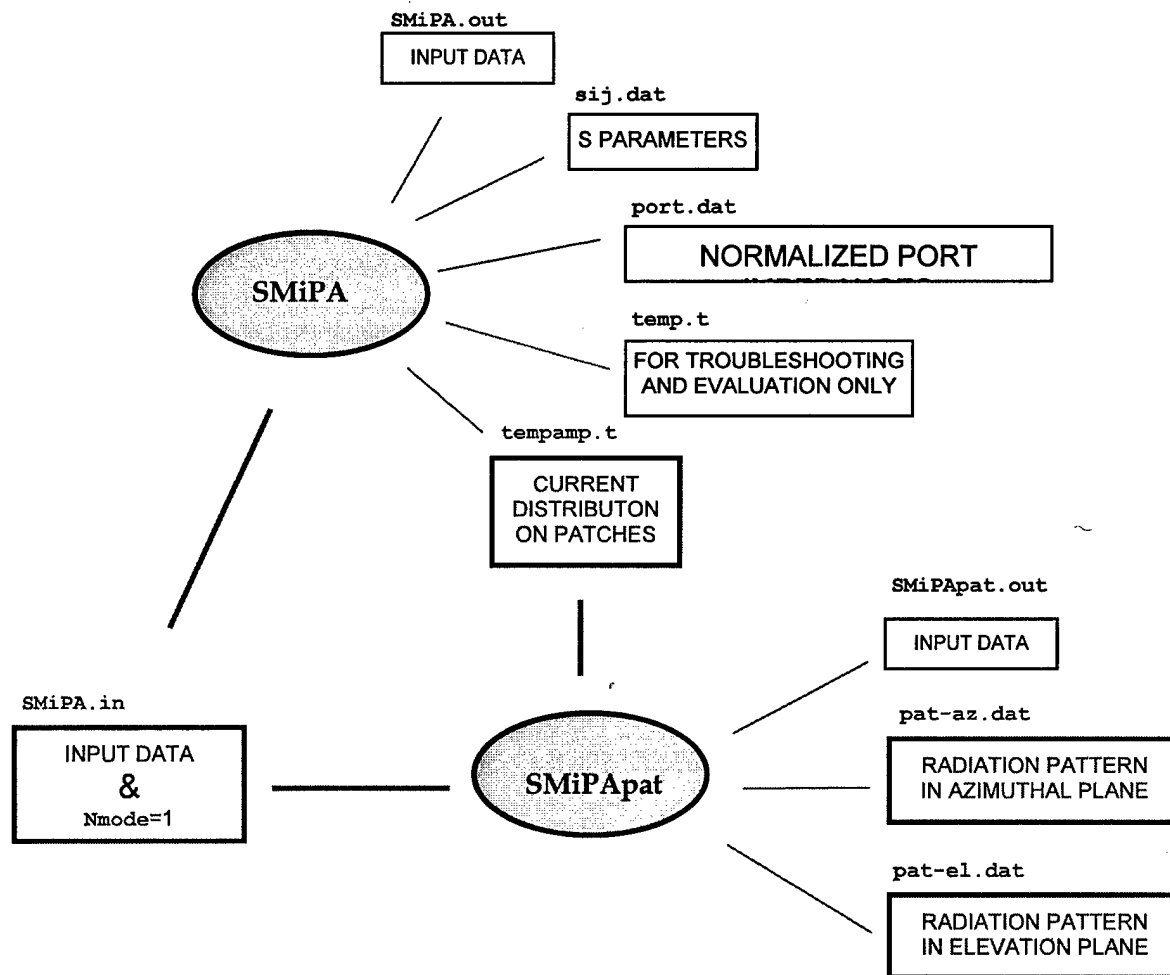 SMiPA.out
INPUT DATA
sij.dat
S PARAMETERS
port.dat
NORMALIZED PORT
SMiPA
temp.t
FOR TROUBLESHOOTING
AND EVALUATION ONLY
tempamp.t
CURRENT
DISTRIBUTON
ON PATCHES
SMiPApat.out
INPUT DATA
SMiPA.in
INPUT DATA
&
Nmode=1
SMiPApat
pat-az.dat
RADIATION PATTERN
IN AZIMUTHAL PLANE
pat-el.dat
RADIATION PATTERN
IN ELEVATION PLANE